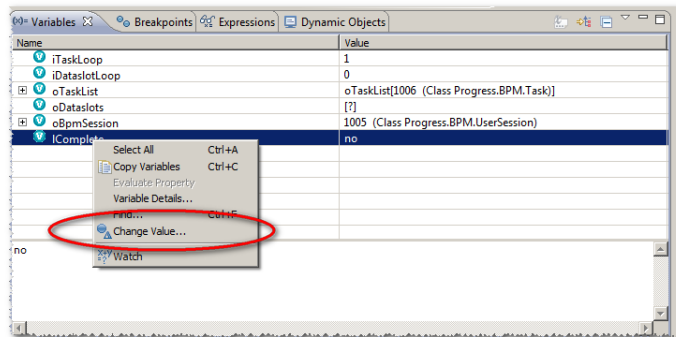 (x)= Variables Breakpoints Expressions Dynamic Objects
Name Value
iTaskLoop 1
iDataslotLoop 0
oTaskList oTaskList[1006 (Class Progress.BPM.Task)]
oDataslots [?]
oBpmSession 1005 (Class Progress.BPM.UserSession)
lComplete no
Select All Ctrl+A
Copy Variables Ctrl+C
Evaluate Property
Variable Details...
Find... Ctrl+F
Change Value...
Watch
no